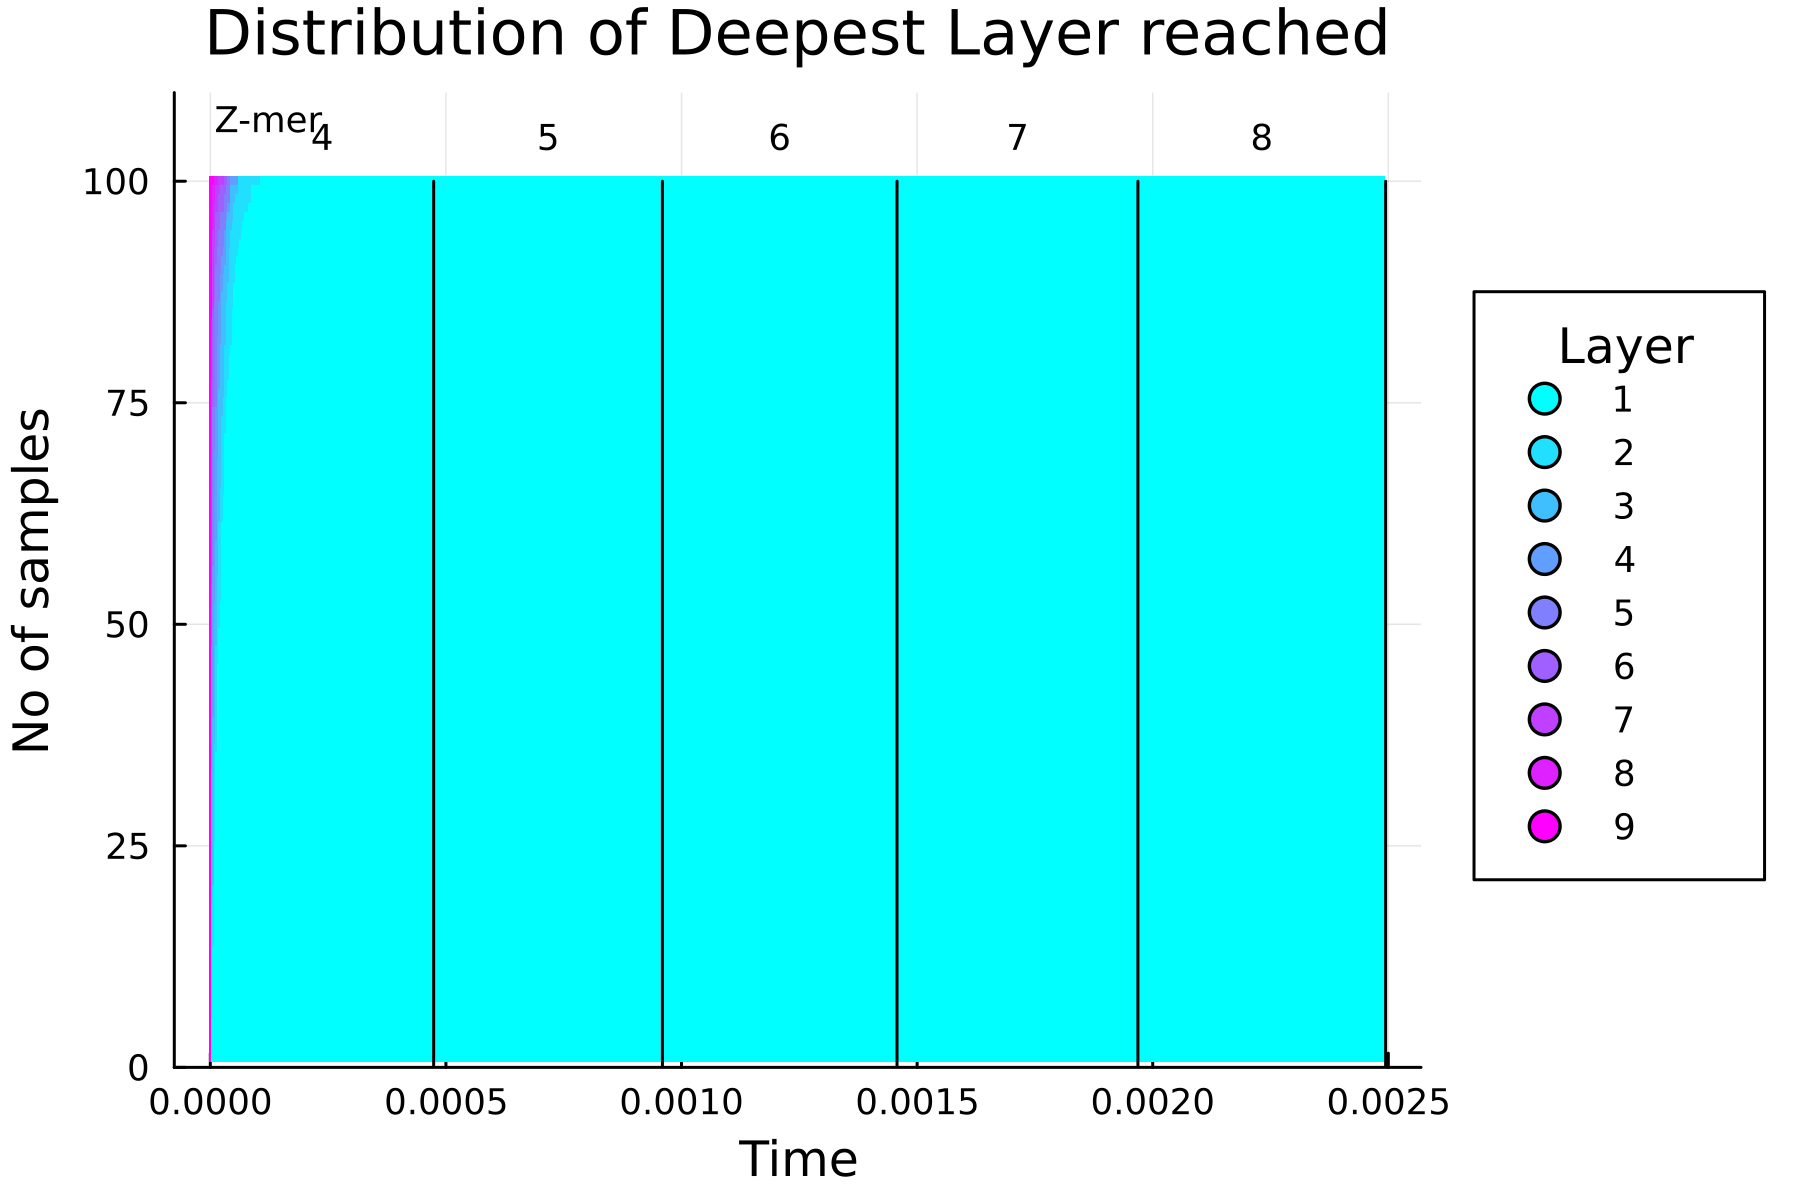 Distribution of Deepest Layer reached
Z-mer 4 5 6 7 8
100
75
50
25
0
No of samples
0.0000 0.0005 0.0010 0.0015 0.0020 0.0025
Time
Layer
1
2
3
4
5
6
7
8
9